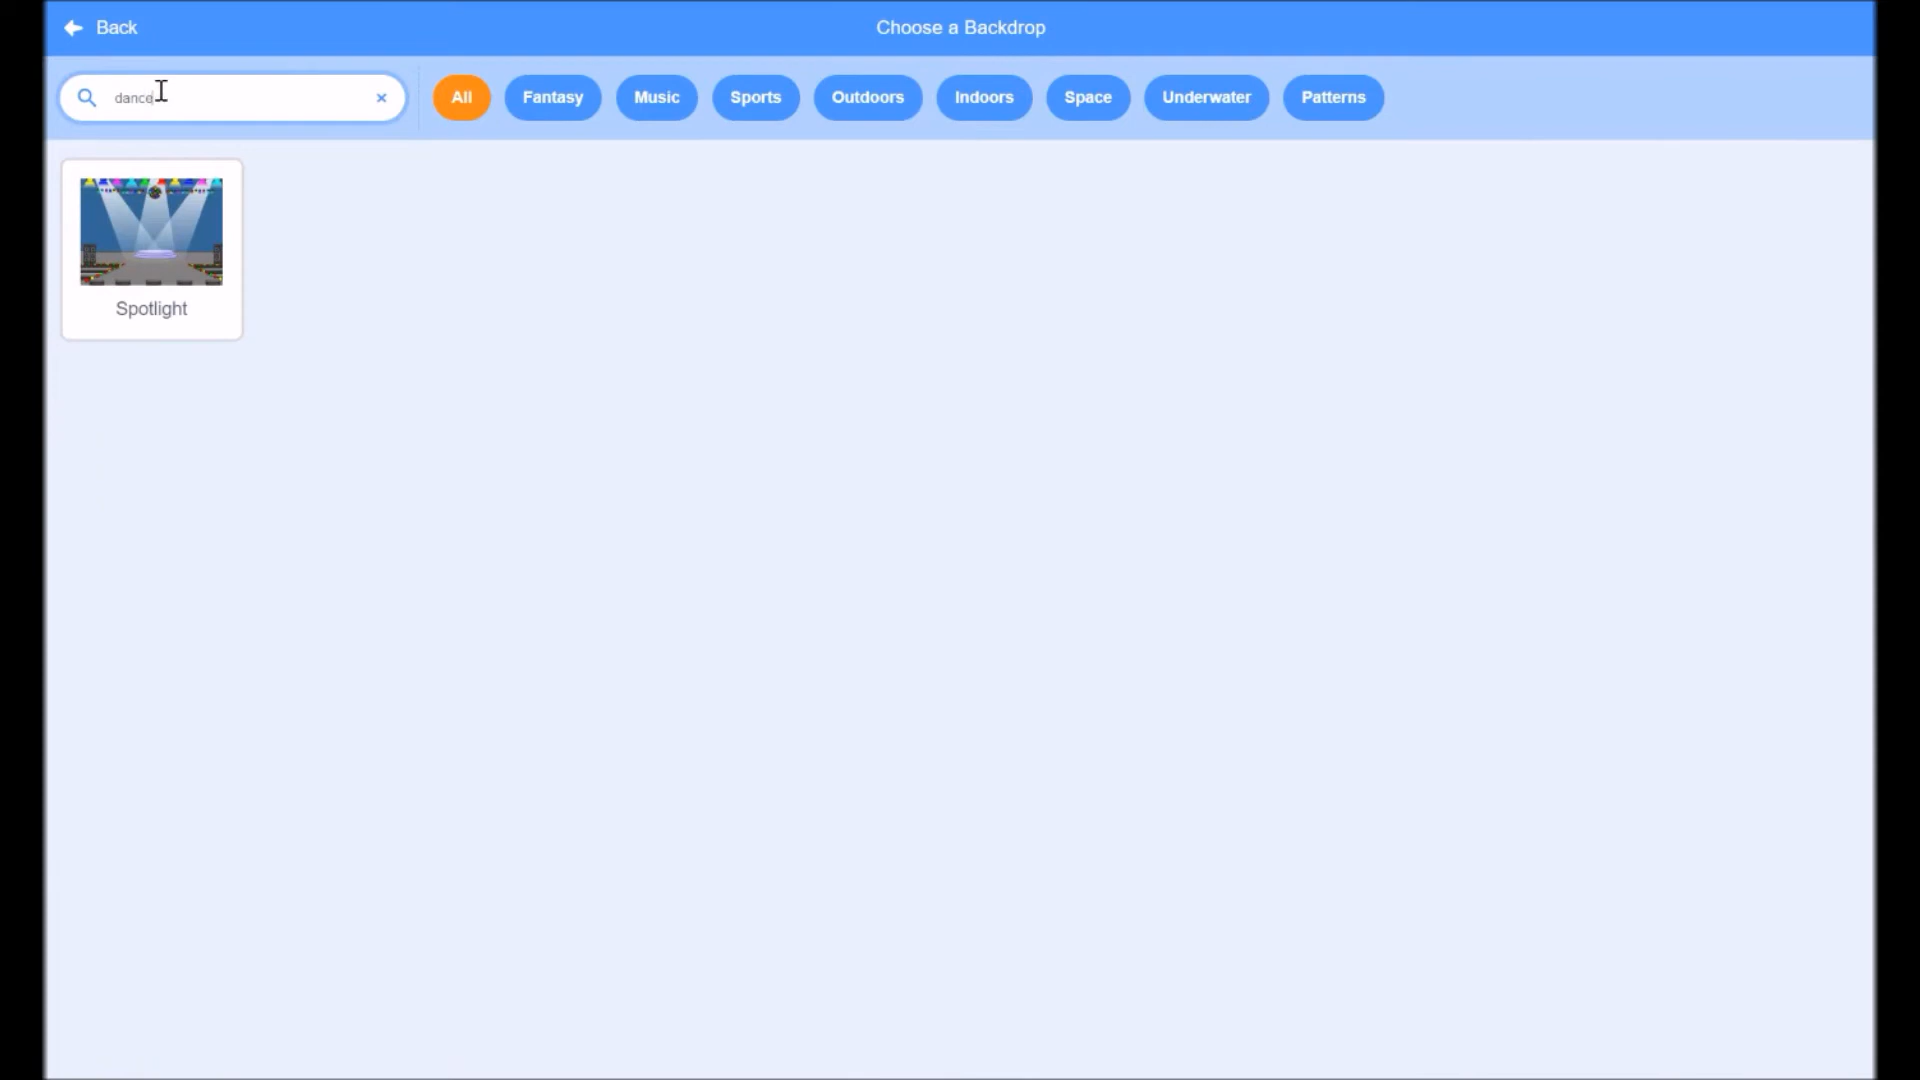 Back
Choose a Backdrop
dance
All
Fantasy
Music
Sports
Outdoors
Indoors
Space
Underwater
Patterns
Spotlight